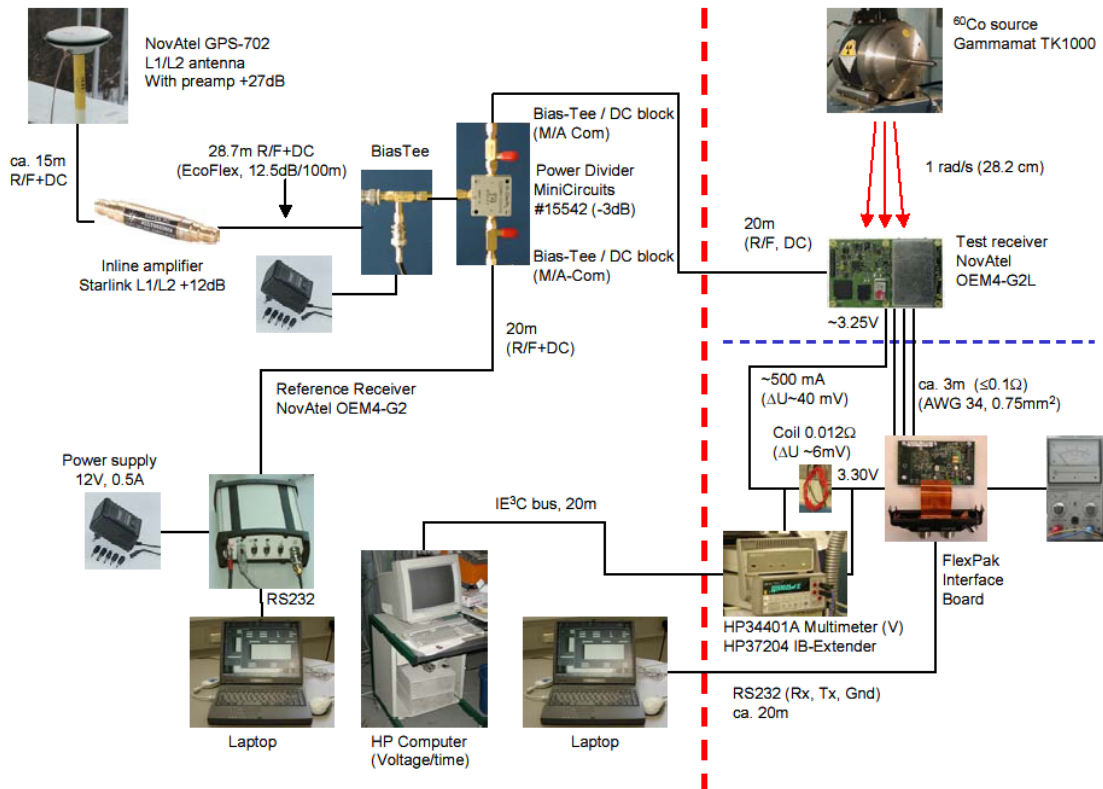 NovAtel GPS-702
L1/L2 antenna
With preamp +27dB
ca. 15m
R/F+DC
28.7m R/F+DC
(EcoFlex, 12.5dB/100m)
BiasTee
Bias-Tee / DC block
(M/A Com)
Power Divider
MiniCircuits
#15542 (-3dB)
Bias-Tee / DC block
(M/A-Com)
Inline amplifier
Starlink L1/L2 +12dB
20m
(R/F+DC)
⁶⁰Co source
Gammamat TK1000
1 rad/s (28.2 cm)
20m
(R/F, DC)
Test receiver
NovAtel
OEM4-G2L
~3.25V
~500 mA
(ΔU~40 mV)
ca. 3m (≤0.1Ω)
(AWG 34, 0.75mm²)
Coil 0.012Ω
(ΔU ~6mV)
3.30V
Reference Receiver
NovAtel OEM4-G2
Power supply
12V, 0.5A
IE³C bus, 20m
RS232
FlexPak
Interface
Board
HP34401A Multimeter (V)
HP37204 IB-Extender
RS232 (Rx, Tx, Gnd)
ca. 20m
Laptop
HP Computer
(Voltage/time)
Laptop